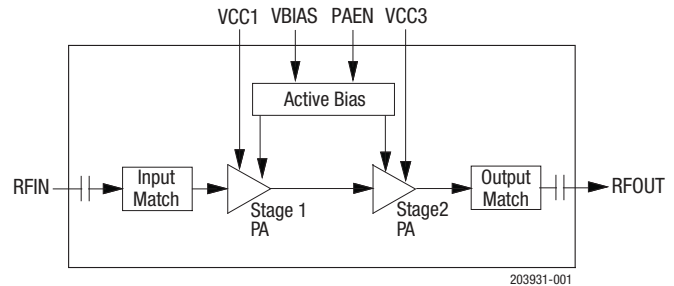 VCC1 VBIAS PAEN VCC3
Active Bias
RFIN
Input
Match
Stage 1
PA
Stage2
PA
Output
Match
RFOUT
203931-001